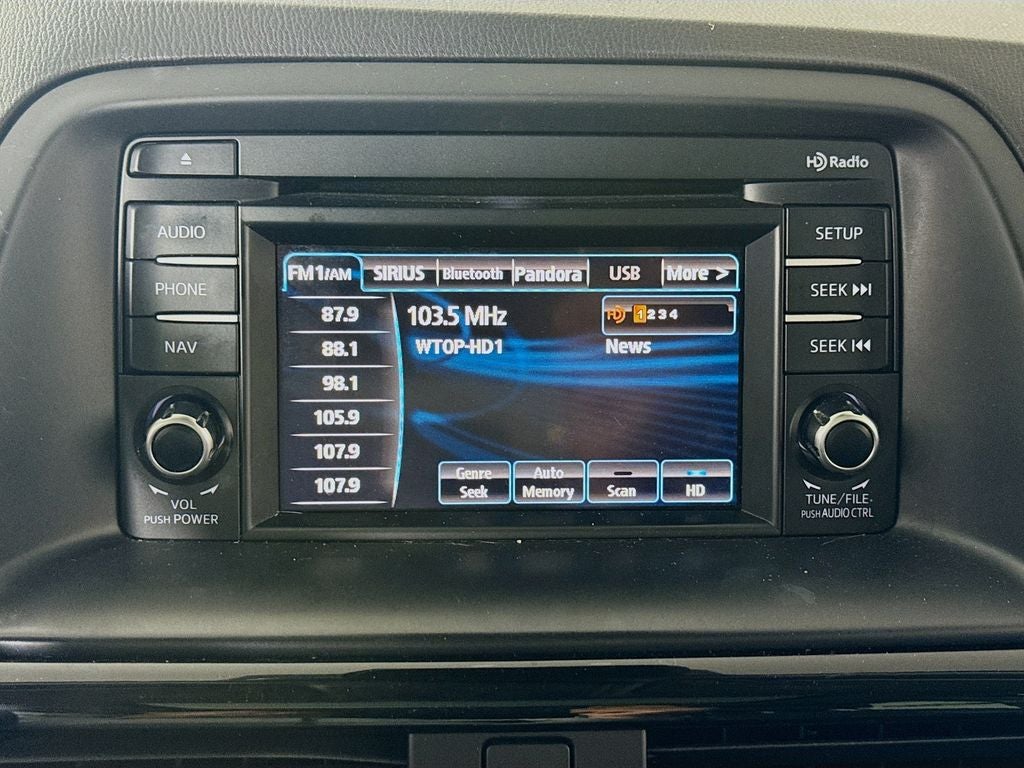 HD Radio
AUDIO
PHONE
NAV
VOL
PUSH POWER
FM1/AM SIRIUS Bluetooth Pandora USB More >
87.9
88.1
98.1
105.9
107.9
107.9
103.5 MHz
HD 1 2 3 4
WTOP-HD1
News
Genre
Seek
Auto
Memory
Scan
HD
SETUP
SEEK
SEEK
TUNE/FILE
PUSH AUDIO CTRL